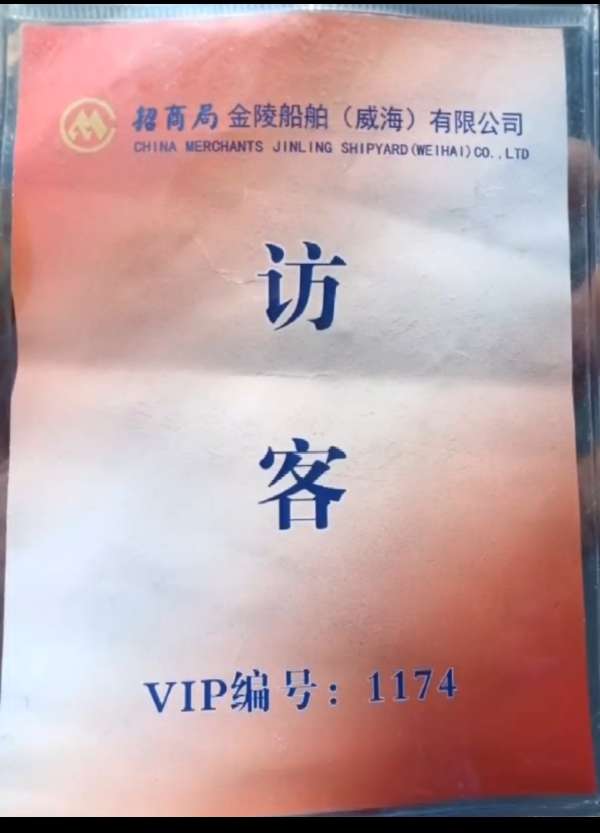 招商局 金陵船舶（威海）有限公司
CHINA MERCHANTS JINLING SHIPYARD(WEIHAI)CO.,LTD
访
客
VIP编号：1174